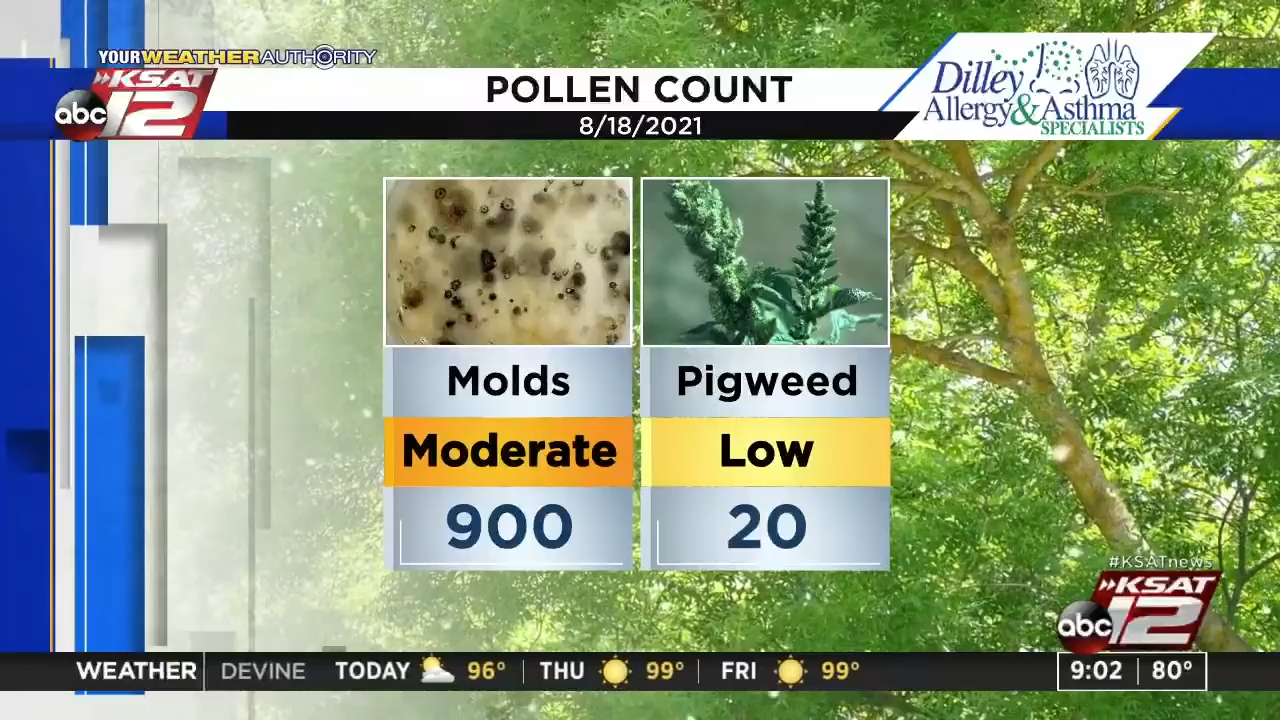 YOUR WEATHER AUTHORITY
KSAT
abc 12
POLLEN COUNT
8/18/2021
Dilley
Allergy & Asthma
SPECIALISTS
Molds Pigweed
Moderate Low
900 20
#KSATnews
KSAT
abc 12
WEATHER DEVINE TODAY 96° THU 99° FRI 99° 9:02 80°